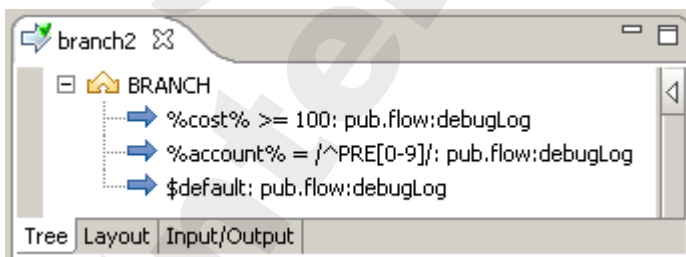 branch2
BRANCH
%cost% >= 100: pub.flow:debugLog
%account% = /^PRE[0-9]/: pub.flow:debugLog
$default: pub.flow:debugLog
Tree Layout Input/Output